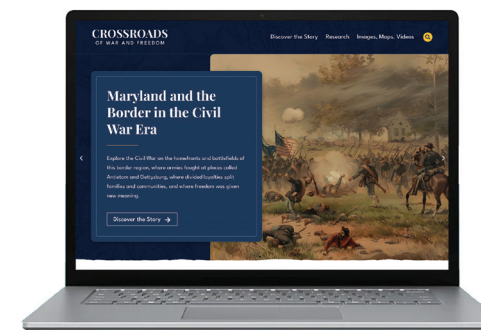 CROSSROADS
OF WAR AND FREEDOM
Discover the Story Research Images, Maps, Videos
Maryland and the
Border in the Civil
War Era
Explore the Civil War on the homefronts and battlefields of
this border region, where armies fought at places called
Antietam and Gettysburg, where divided loyalties split
families and communities, and where freedom was given
new meaning.
Discover the Story →